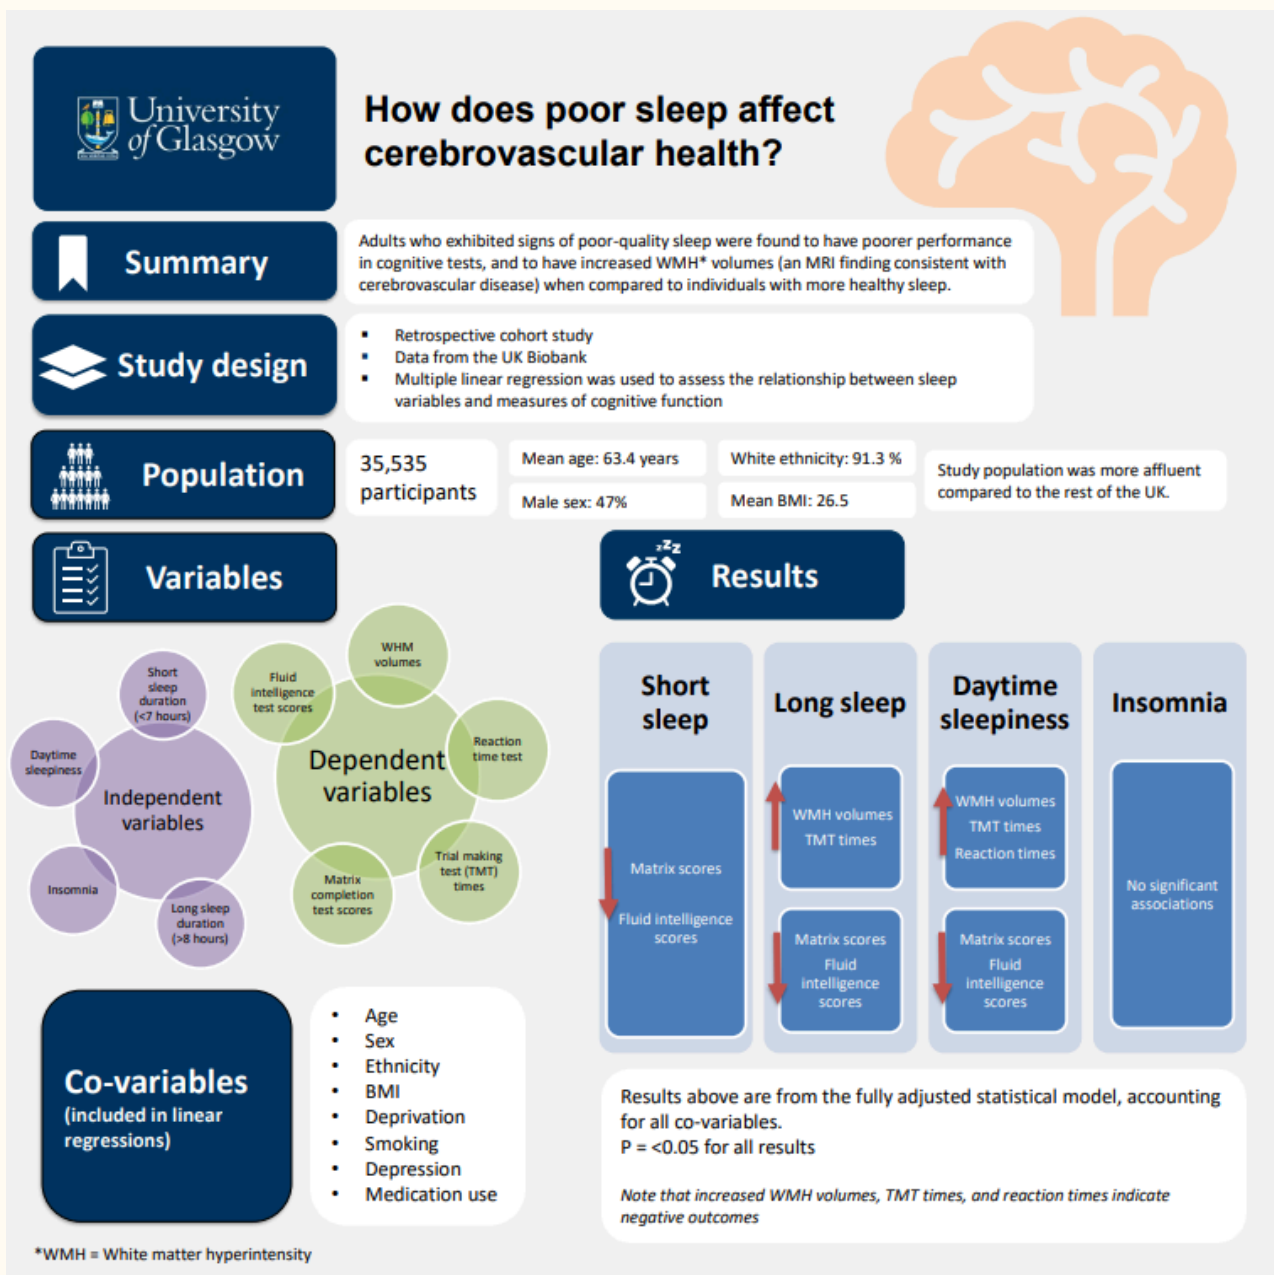 University
of Glasgow
How does poor sleep affect
cerebrovascular health?
Summary
Adults who exhibited signs of poor-quality sleep were found to have poorer performance
in cognitive tests, and to have increased WMH* volumes (an MRI finding consistent with
cerebrovascular disease) when compared to individuals with more healthy sleep.
Study design
▪ Retrospective cohort study
▪ Data from the UK Biobank
▪ Multiple linear regression was used to assess the relationship between sleep
variables and measures of cognitive function
Population
35,535
participants
Mean age: 63.4 years
Male sex: 47%
White ethnicity: 91.3 %
Mean BMI: 26.5
Study population was more affluent
compared to the rest of the UK.
Variables
Short
sleep
duration
(<7 hours)
Daytime
sleepiness
Independent
variables
Insomnia
Long sleep
duration
(>8 hours)
WHM
volumes
Fluid
intelligence
test scores
Reaction
time test
Dependent
variables
Trial making
test (TMT)
times
Matrix
completion
test scores
zZZ
Results
Short
sleep
Matrix scores
Fluid intelligence
scores
Long sleep
WMH volumes
TMT times
Matrix scores
Fluid
intelligence
scores
Daytime
sleepiness
WMH volumes
TMT times
Reaction times
Matrix scores
Fluid
intelligence
scores
Insomnia
No significant
associations
Co-variables
(included in linear
regressions)
• Age
• Sex
• Ethnicity
• BMI
• Deprivation
• Smoking
• Depression
• Medication use
Results above are from the fully adjusted statistical model, accounting
for all co-variables.
P = <0.05 for all results
Note that increased WMH volumes, TMT times, and reaction times indicate
negative outcomes
*WMH = White matter hyperintensity